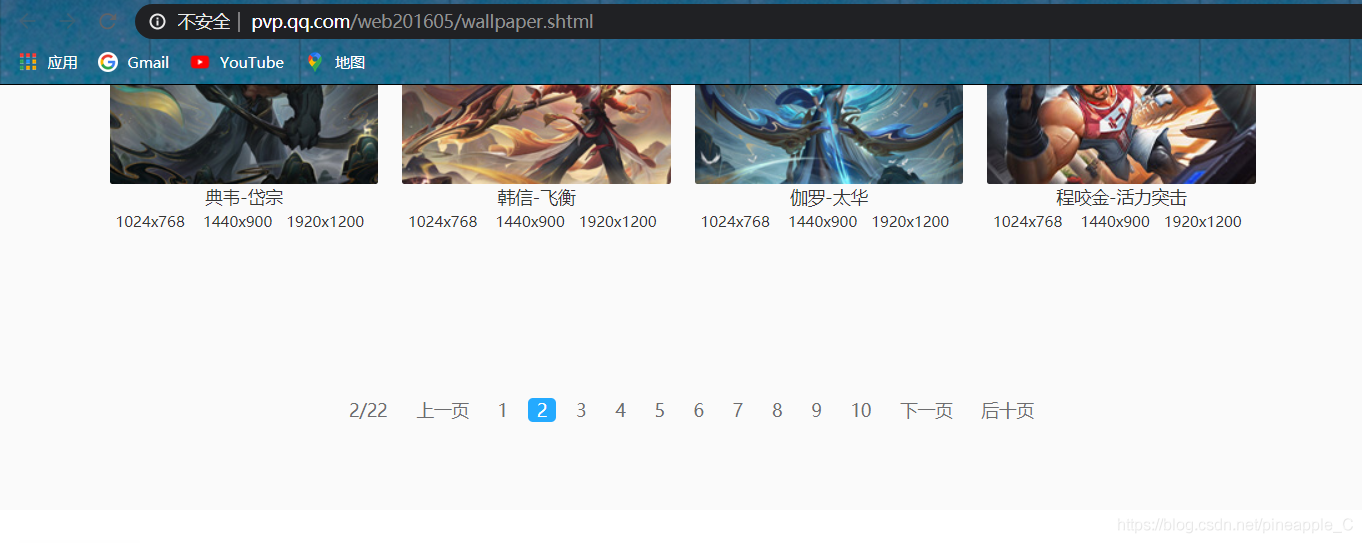 不安全 | pvp.qq.com/web201605/wallpaper.shtml
应用 Gmail YouTube 地图
典韦-岱宗 韩信-飞衡 伽罗-太华 程咬金-活力突击
1024x768 1440x900 1920x1200 1024x768 1440x900 1920x1200 1024x768 1440x900 1920x1200 1024x768 1440x900 1920x1200
2/22 上一页 1 2 3 4 5 6 7 8 9 10 下一页 后十页
https://blog.csdn.net/pineapple_C